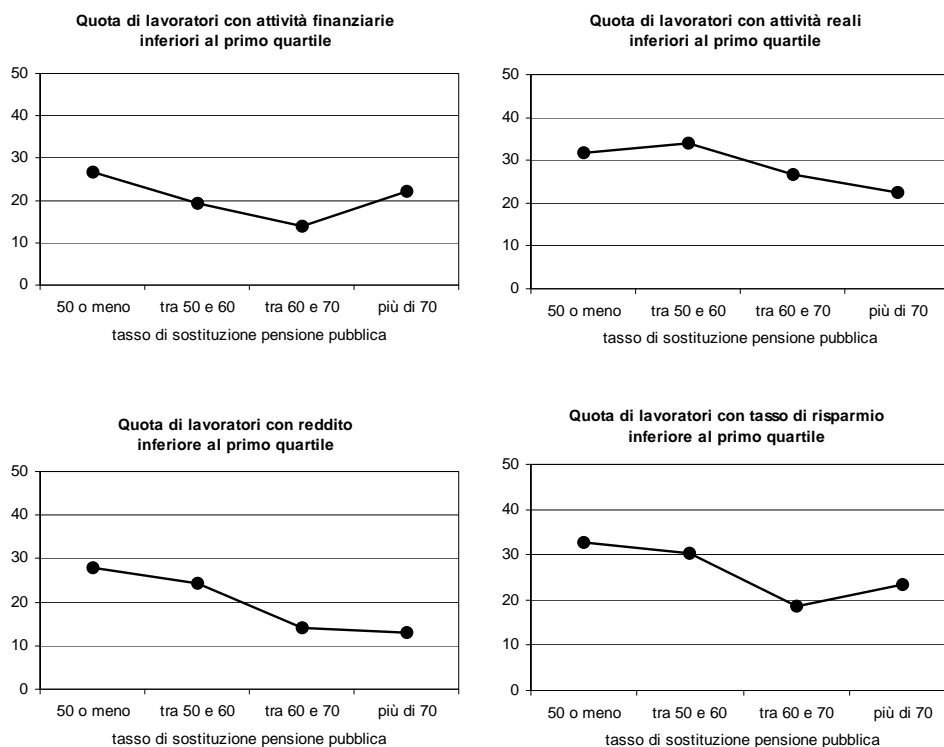 Quota di lavoratori con attività finanziarie
inferiori al primo quartile
50
40
30
20
10
0
50 o meno tra 50 e 60 tra 60 e 70 più di 70
tasso di sostituzione pensione pubblica
Quota di lavoratori con attività reali
inferiori al primo quartile
50
40
30
20
10
0
50 o meno tra 50 e 60 tra 60 e 70 più di 70
tasso di sostituzione pensione pubblica
Quota di lavoratori con reddito
inferiore al primo quartile
50
40
30
20
10
0
50 o meno tra 50 e 60 tra 60 e 70 più di 70
tasso di sostituzione pensione pubblica
Quota di lavoratori con tasso di risparmio
inferiore al primo quartile
50
40
30
20
10
0
50 o meno tra 50 e 60 tra 60 e 70 più di 70
tasso di sostituzione pensione pubblica